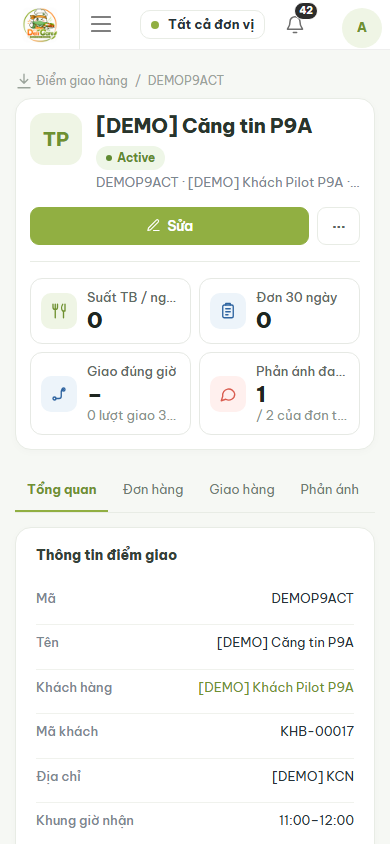 Tất cả đơn vị
42
A
Điểm giao hàng / DEMOP9ACT
TP
[DEMO] Căng tin P9A
Active
DEMOP9ACT · [DEMO] Khách Pilot P9A ·...
Sửa
...
Suất TB / ng...
0
Đơn 30 ngày
0
Giao đúng giờ
–
0 lượt giao 3...
Phản ánh đa...
1
/ 2 của đơn t...
Tổng quan
Đơn hàng
Giao hàng
Phản ánh
Thông tin điểm giao
Mã
DEMOP9ACT
Tên
[DEMO] Căng tin P9A
Khách hàng
[DEMO] Khách Pilot P9A
Mã khách
KHB-00017
Địa chỉ
[DEMO] KCN
Khung giờ nhận
11:00–12:00